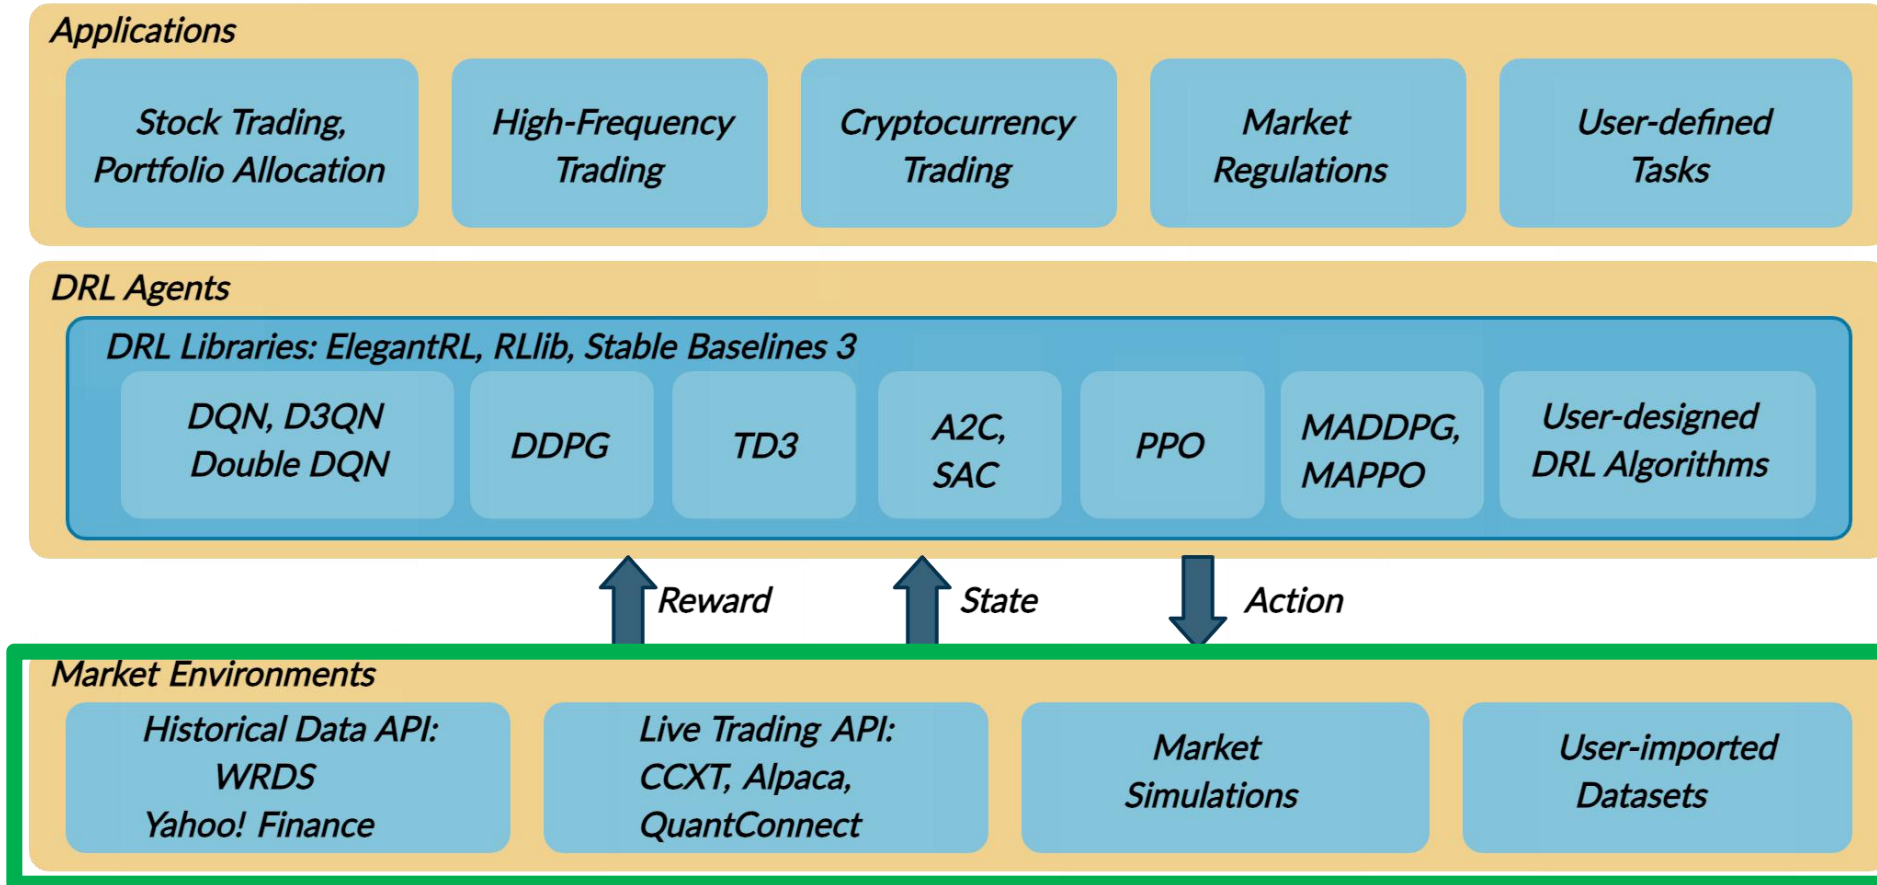 Applications
Stock Trading,
Portfolio Allocation
High-Frequency
Trading
Cryptocurrency
Trading
Market
Regulations
User-defined
Tasks
DRL Agents
DRL Libraries: ElegantRL, RLlib, Stable Baselines 3
DQN, D3QN
Double DQN
DDPG
TD3
A2C,
SAC
PPO
MADDPG,
MAPPO
User-designed
DRL Algorithms
Reward
State
Action
Market Environments
Historical Data API:
WRDS
Yahoo! Finance
Live Trading API:
CCXT, Alpaca,
QuantConnect
Market
Simulations
User-imported
Datasets